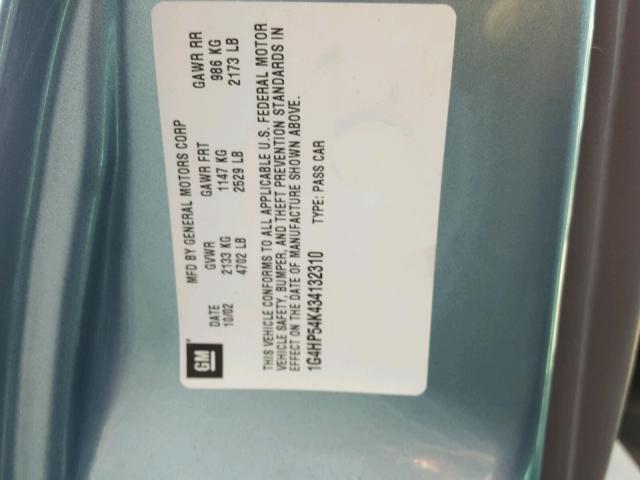 GM
MFD BY GENERAL MOTORS CORP
DATE GVWR GAWR FRT GAWR RR
10/02 2133 KG 1147 KG 986 KG
4702 LB 2529 LB 2173 LB
THIS VEHICLE CONFORMS TO ALL APPLICABLE U.S. FEDERAL MOTOR
VEHICLE SAFETY, BUMPER, AND THEFT PREVENTION STANDARDS IN
EFFECT ON THE DATE OF MANUFACTURE SHOWN ABOVE.
1G4HP54K434132310 TYPE: PASS CAR